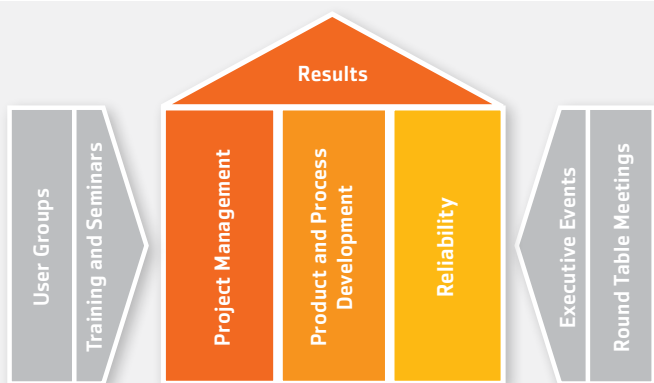 Results
User Groups
Training and Seminars
Project Management
Product and Process
Development
Reliability
Executive Events
Round Table Meetings